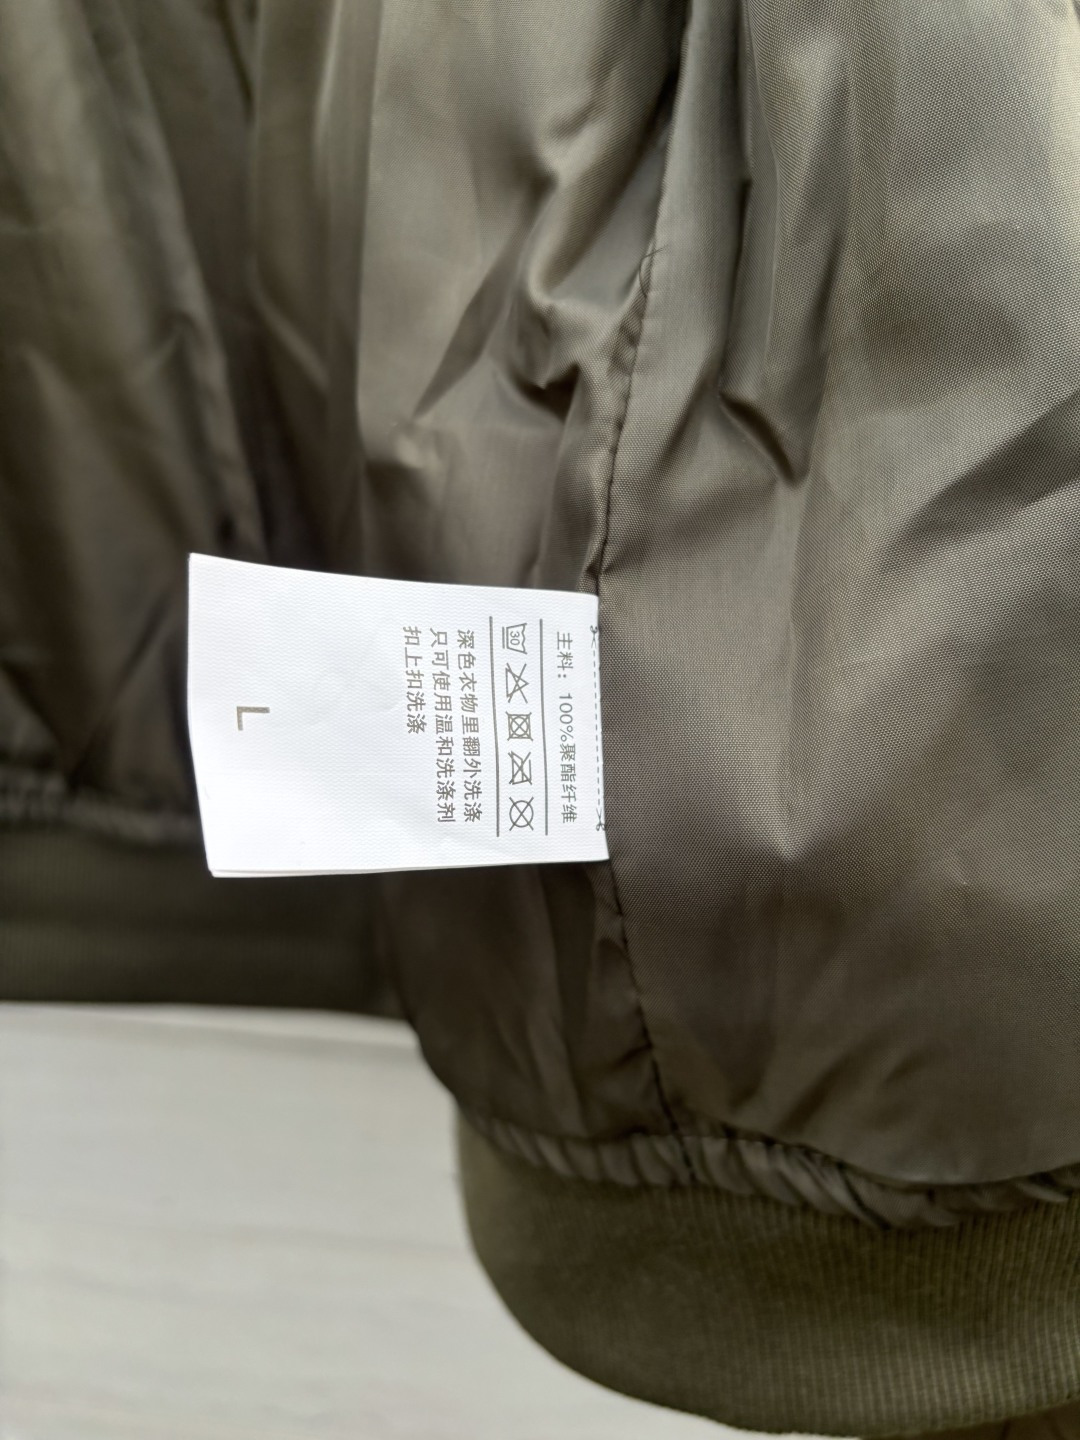 主料：100%聚酯纤维
30
深色衣物里翻外洗涤
只可使用温和洗涤剂
扣上扣洗涤
L